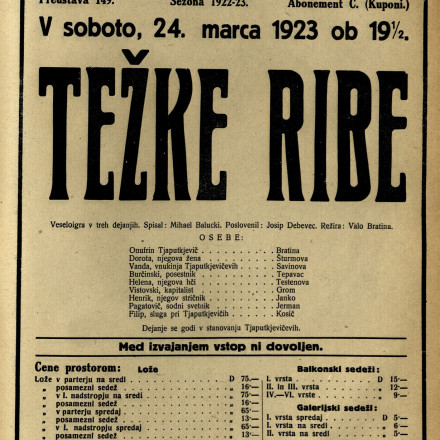 Predstava 149. Sezona 1922-23. Abonement C. (Kuponi.)
V soboto, 24. marca 1923 ob 19½.
TEŽKE RIBE
Veseloigra v treh dejanjih. Spisal: Mihael Balucki. Poslovenil: Josip Debevec. Režira: Valo Bratina.
OSEBE:
Onufrin Tjaputkjevič . . . . . . . . . . Bratina
Dorota, njegova žena . . . . . . . . . . Šturmova
Vanda, vnukinja Tjaputkjevičevih . . . . . Savinova
Burčinski, posestnik . . . . . . . . . . Tepavac
Helena, njegova hči . . . . . . . . . . Testenova
Vistovski, kapitalist . . . . . . . . . . Grom
Henrik, njegov stričnik . . . . . . . . . Janko
Pagatovič, sodni svetnik . . . . . . . . . Jerman
Filip, sluga pri Tjaputkjevičih . . . . . . Kosič
Dejanje se godi v stanovanju Tjaputkjevičevih.
Med izvajanjem vstop ni dovoljen.
Cene prostorom: Lože
Lože v parterju na sredi . . . D 75.—
„ posamezni sedež . . . „ 16·—
„ v I. nadstropju na sredi . . . „ 75·—
„ posamezni sedež . . . „ 16·—
„ v parterju spredaj . . . „ 65·—
„ posamezni sedež . . . „ 13·—
„ v I. nadstropju spredaj . . . „ 65·—
„ posamezni sedež . . . „ 13·—
Balkonski sedeži:
I. vrsta . . . D 15·—
II. in III. vrsta . . . „ 12·—
IV.—VI. vrste . . . „ 9·—
Galerijski sedeži:
I. vrsta spredaj . . . D 5·—
I. vrsta na sredi . . . „ 6·—
II. vrsta na sredi . . . „ 5·—